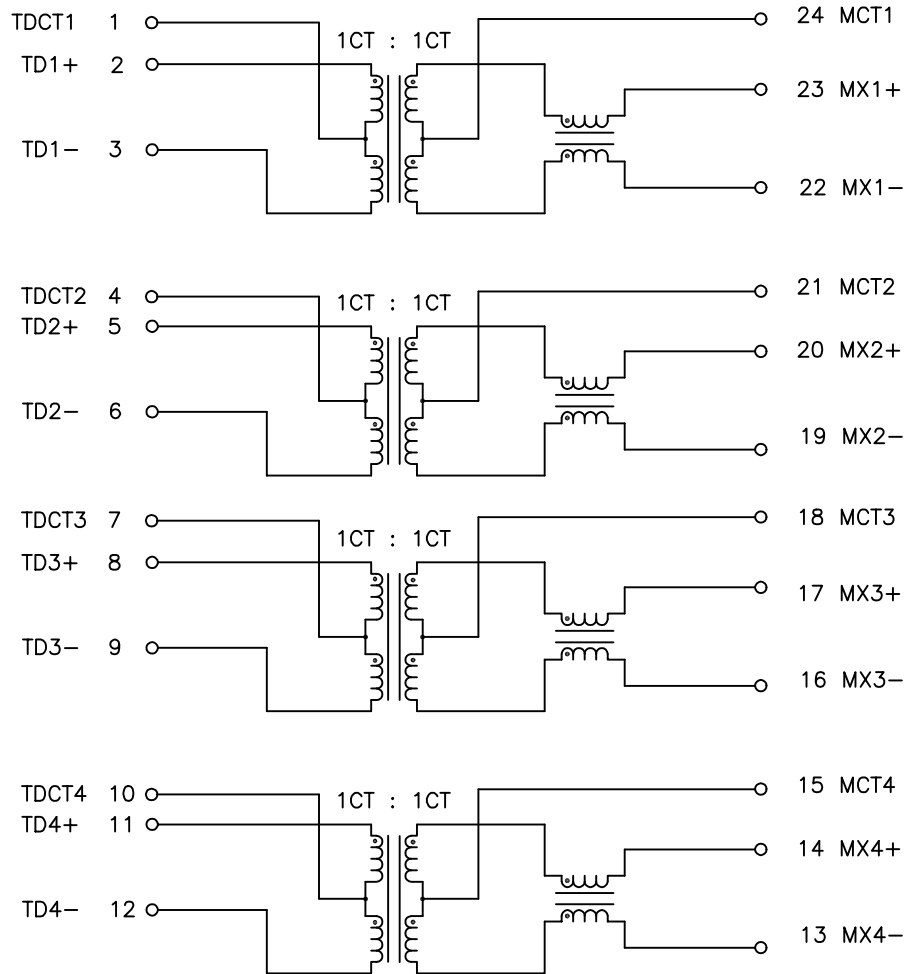 TDCT1 1
1CT : 1CT
24 MCT1
TD1+ 2
23 MX1+
TD1− 3
22 MX1−
TDCT2 4
1CT : 1CT
21 MCT2
TD2+ 5
20 MX2+
TD2− 6
19 MX2−
TDCT3 7
1CT : 1CT
18 MCT3
TD3+ 8
17 MX3+
TD3− 9
16 MX3−
TDCT4 10
1CT : 1CT
15 MCT4
TD4+ 11
14 MX4+
TD4− 12
13 MX4−